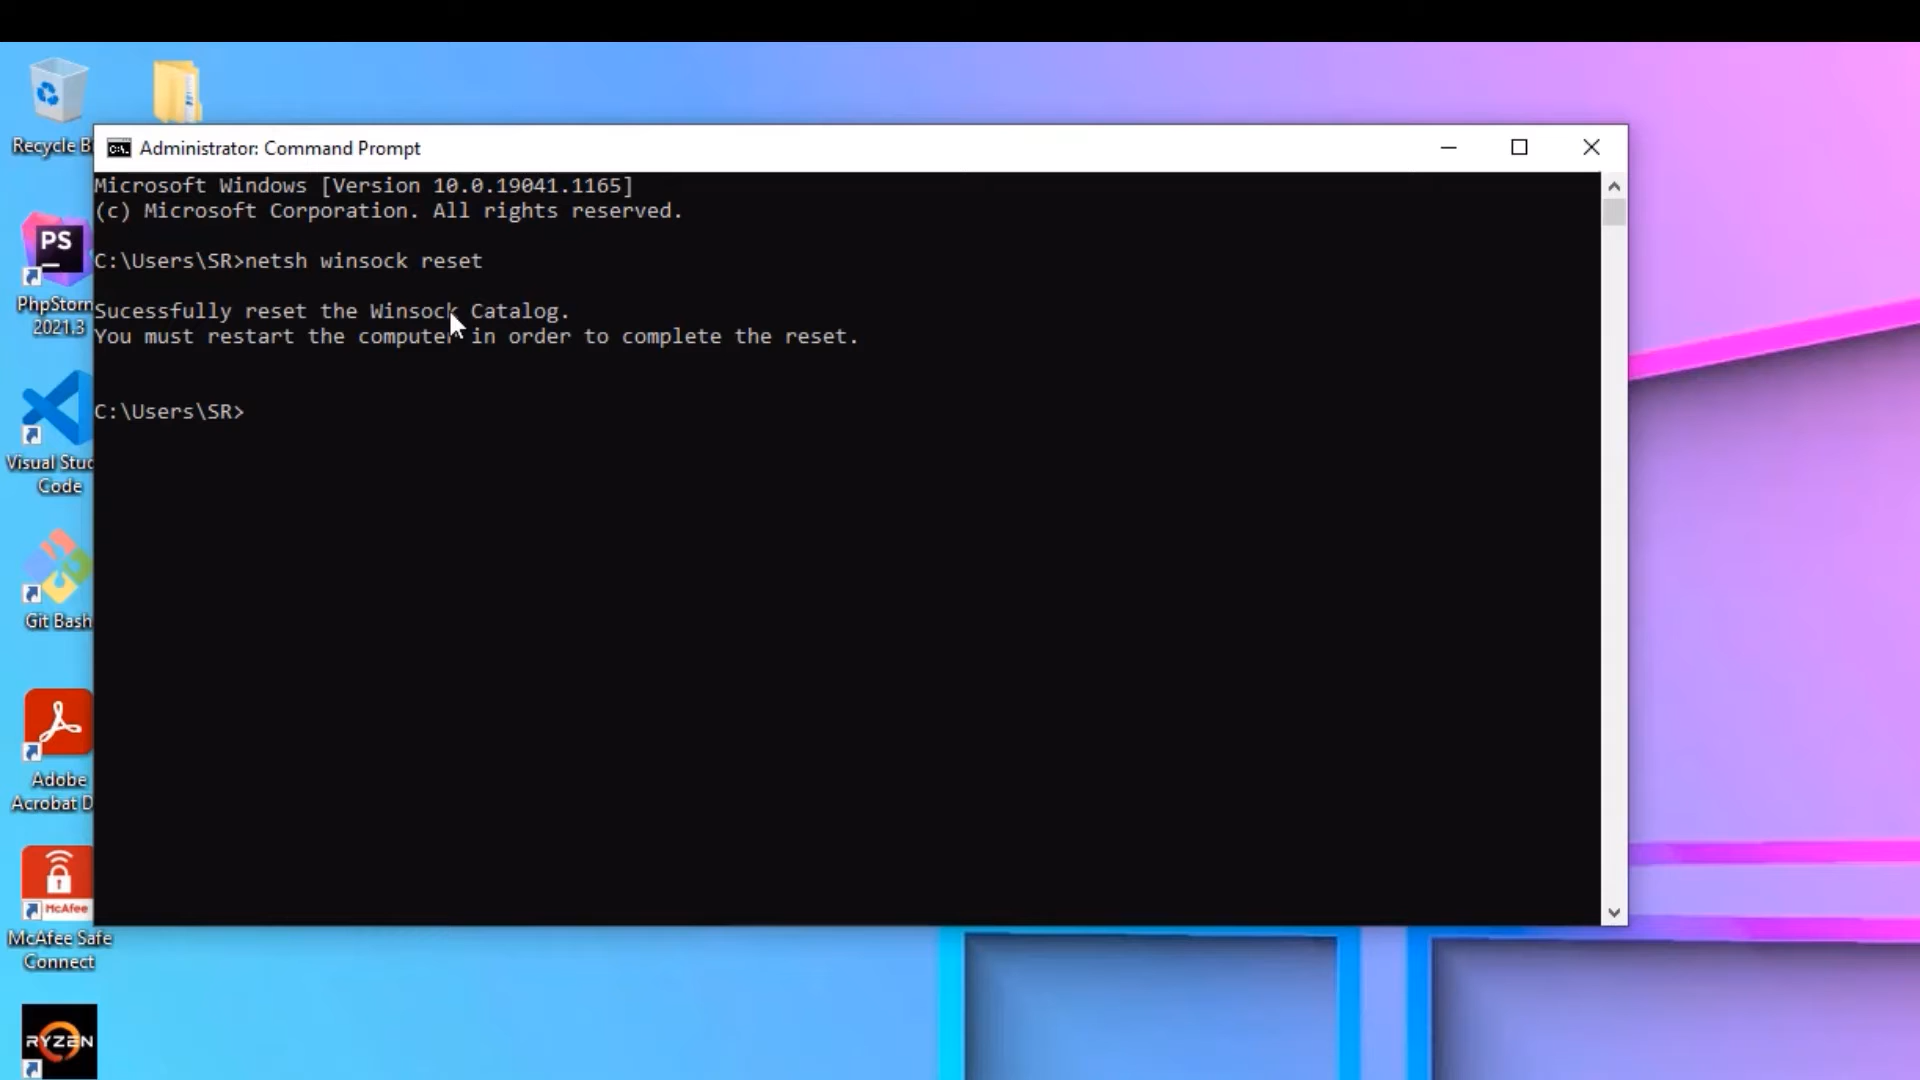 Administrator: Command Prompt
Microsoft Windows [Version 10.0.19041.1165]
(c) Microsoft Corporation. All rights reserved.
C:\Users\SR>netsh winsock reset
Sucessfully reset the Winsock Catalog.
You must restart the computer in order to complete the reset.
C:\Users\SR>
Recycle B
PS
PhpStorm
2021.3
Visual Stud
Code
Git Bash
Adobe
Acrobat D
McAfee
McAfee Safe
Connect
RYZEN